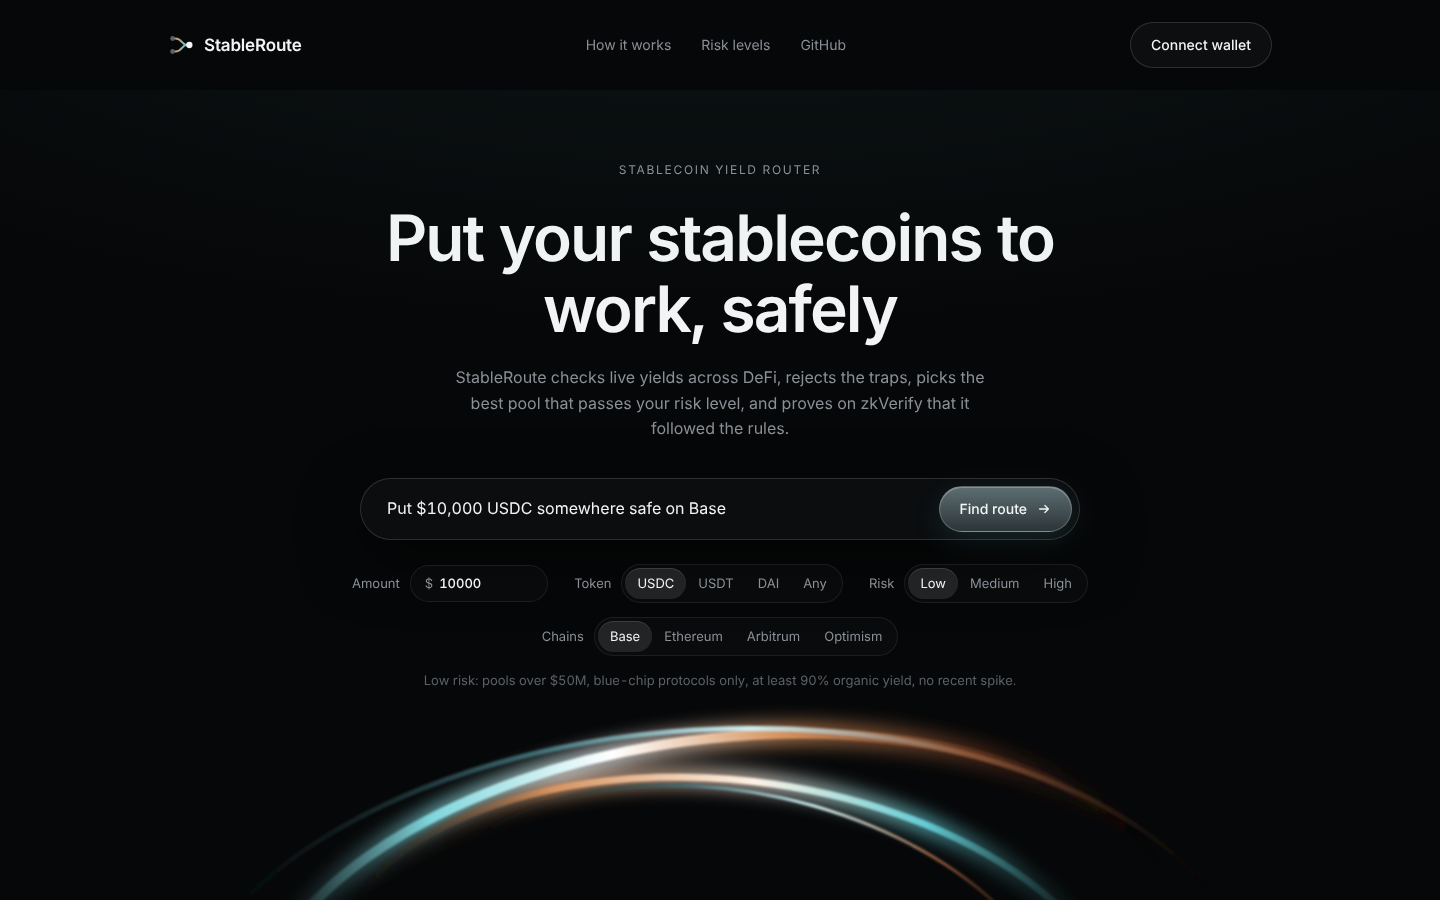 StableRoute
How it works Risk levels GitHub
Connect wallet
STABLECOIN YIELD ROUTER
Put your stablecoins to
work, safely
StableRoute checks live yields across DeFi, rejects the traps, picks the
best pool that passes your risk level, and proves on zkVerify that it
followed the rules.
Put $10,000 USDC somewhere safe on Base
Find route →
Amount $ 10000 Token USDC USDT DAI Any Risk Low Medium High
Chains Base Ethereum Arbitrum Optimism
Low risk: pools over $50M, blue-chip protocols only, at least 90% organic yield, no recent spike.